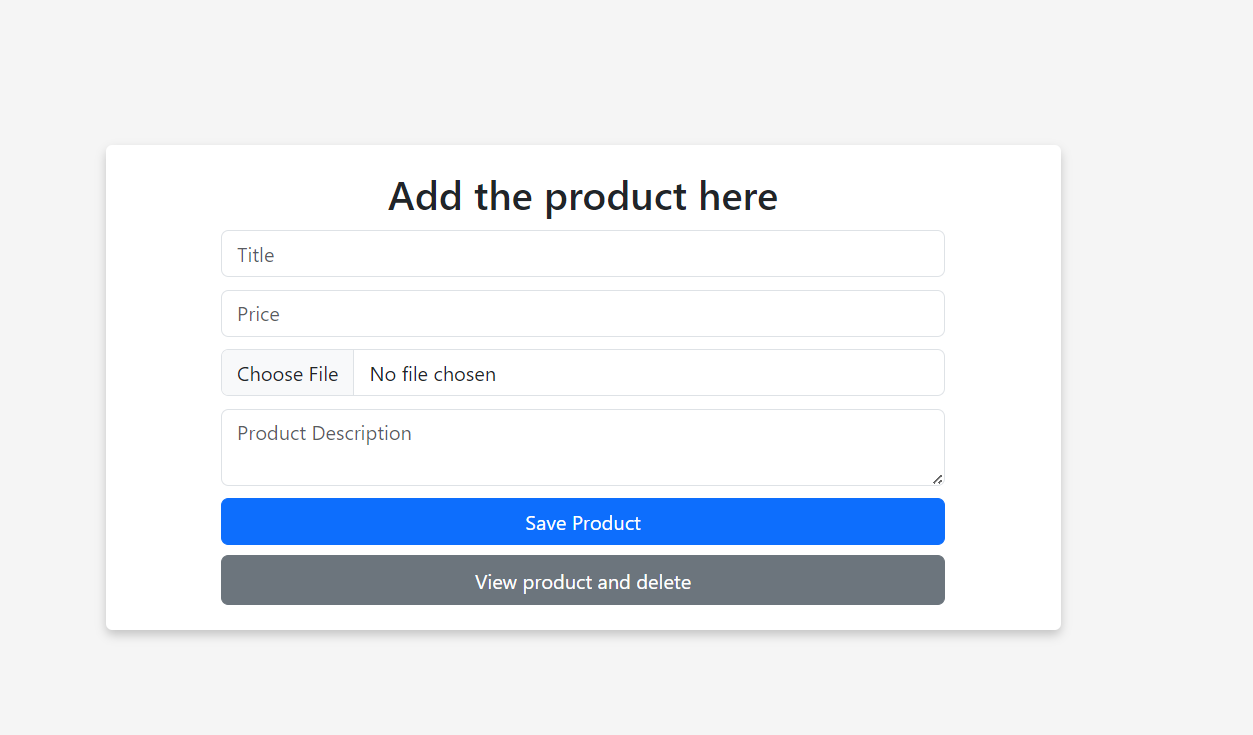 Add the product here
Title
Price
Choose File No file chosen
Product Description
Save Product
View product and delete